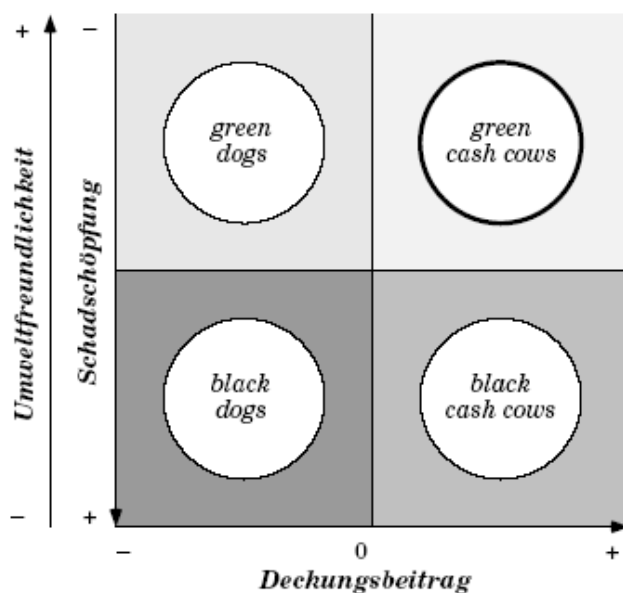 +
−
green
dogs
green
cash cows
Umweltfreundlichkeit
Schadschöpfung
black
dogs
black
cash cows
−
+
−
0
+
Deckungsbeitrag